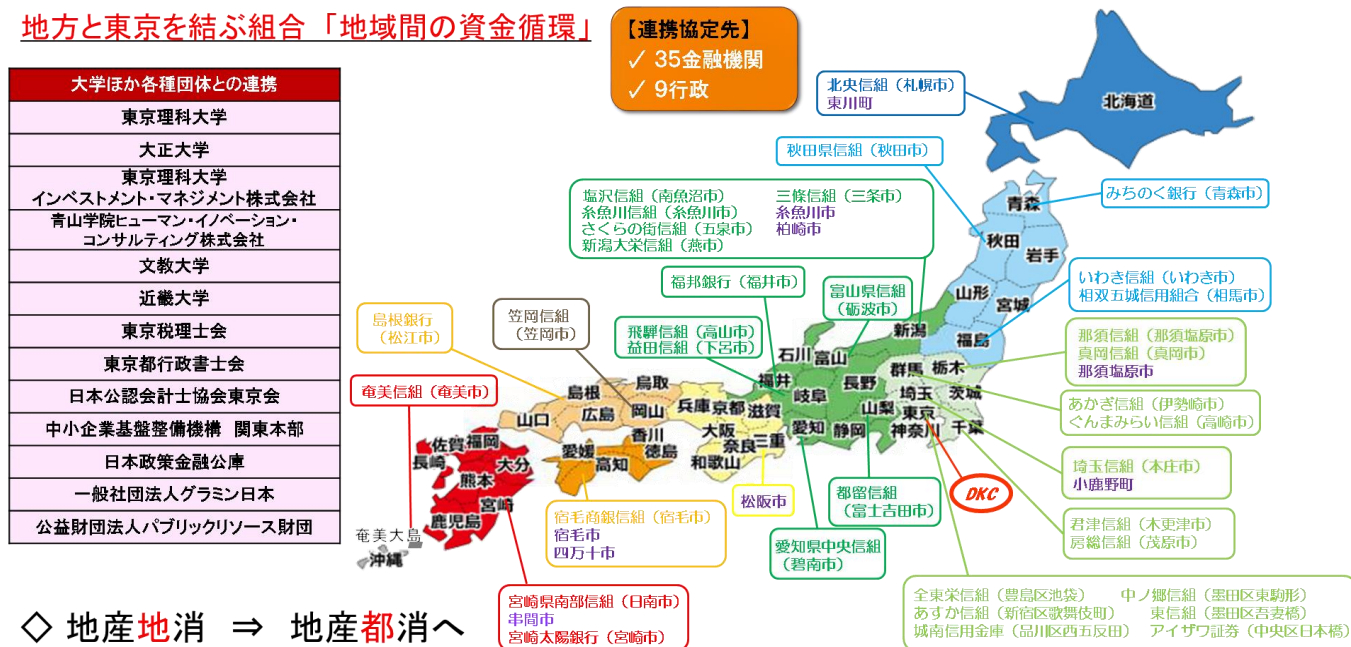 地方と東京を結ぶ組合 「地域間の資金循環」
【連携協定先】
✓ 35金融機関
✓ 9行政
大学ほか各種団体との連携
東京理科大学
大正大学
東京理科大学
インベストメント・マネジメント株式会社
青山学院ヒューマン・イノベーション・
コンサルティング株式会社
文教大学
近畿大学
東京税理士会
東京都行政書士会
日本公認会計士協会東京会
中小企業基盤整備機構 関東本部
日本政策金融公庫
一般社団法人グラミン日本
公益財団法人パブリックリソース財団
北央信組（札幌市）
東川町
北海道
秋田県信組（秋田市）
みちのく銀行（青森市）
塩沢信組（南魚沼市） 三條信組（三条市）
糸魚川信組（糸魚川市） 糸魚川市
さくらの街信組（五泉市） 柏崎市
新潟大栄信組（燕市）
福邦銀行（福井市）
富山県信組
（砺波市）
いわき信組（いわき市）
相双五城信用組合（相馬市）
島根銀行
（松江市）
笠岡信組
（笠岡市）
飛騨信組（高山市）
益田信組（下呂市）
那須信組（那須塩原市）
真岡信組（真岡市）
那須塩原市
奄美信組（奄美市）
あかぎ信組（伊勢崎市）
ぐんまみらい信組（高崎市）
埼玉信組（本庄市）
小鹿野町
君津信組（木更津市）
房総信組（茂原市）
DKC
都留信組
（富士吉田市）
松阪市
愛知県中央信組
（碧南市）
宿毛商銀信組（宿毛市）
宿毛市
四万十市
宮崎県南部信組（日南市）
串間市
宮崎太陽銀行（宮崎市）
全東栄信組（豊島区池袋） 中ノ郷信組（墨田区東駒形）
あすか信組（新宿区歌舞伎町） 東信組（墨田区吾妻橋）
城南信用金庫（品川区西五反田） アイザワ証券（中央区日本橋）
青森
秋田
岩手
山形
宮城
新潟
福島
石川
富山
群馬
栃木
福井
岐阜
長野
埼玉
茨城
山梨
東京
愛知
静岡
神奈川
千葉
鳥取
島根
広島
岡山
山口
兵庫
京都
滋賀
大阪
奈良
三重
和歌山
香川
愛媛
高知
徳島
佐賀
福岡
長崎
大分
熊本
宮崎
鹿児島
奄美大島
沖縄
◇ 地産地消 ⇒ 地産都消へ